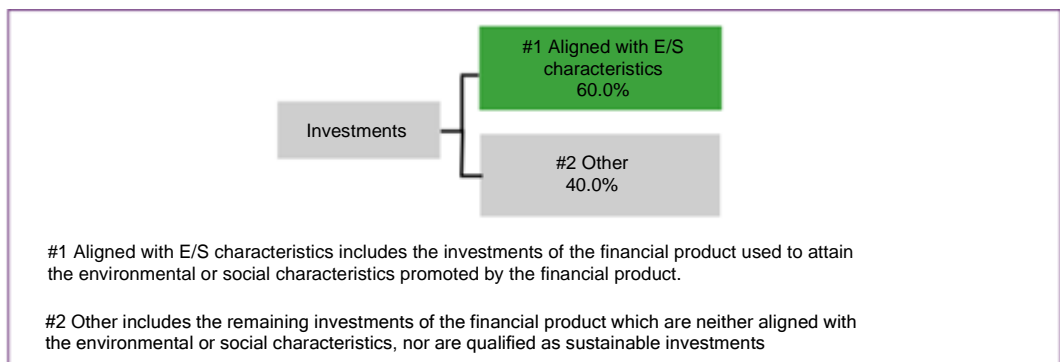 #1 Aligned with E/S
characteristics
60.0%
Investments
#2 Other
40.0%
#1 Aligned with E/S characteristics includes the investments of the financial product used to attain
the environmental or social characteristics promoted by the financial product.
#2 Other includes the remaining investments of the financial product which are neither aligned with
the environmental or social characteristics, nor are qualified as sustainable investments